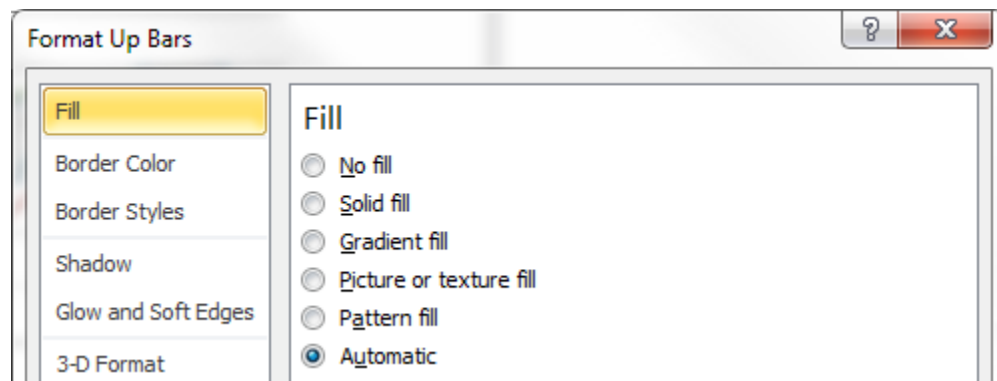 Format Up Bars
?
Fill
Border Color
Border Styles
Shadow
Glow and Soft Edges
3-D Format
Fill
No fill
Solid fill
Gradient fill
Picture or texture fill
Pattern fill
Automatic